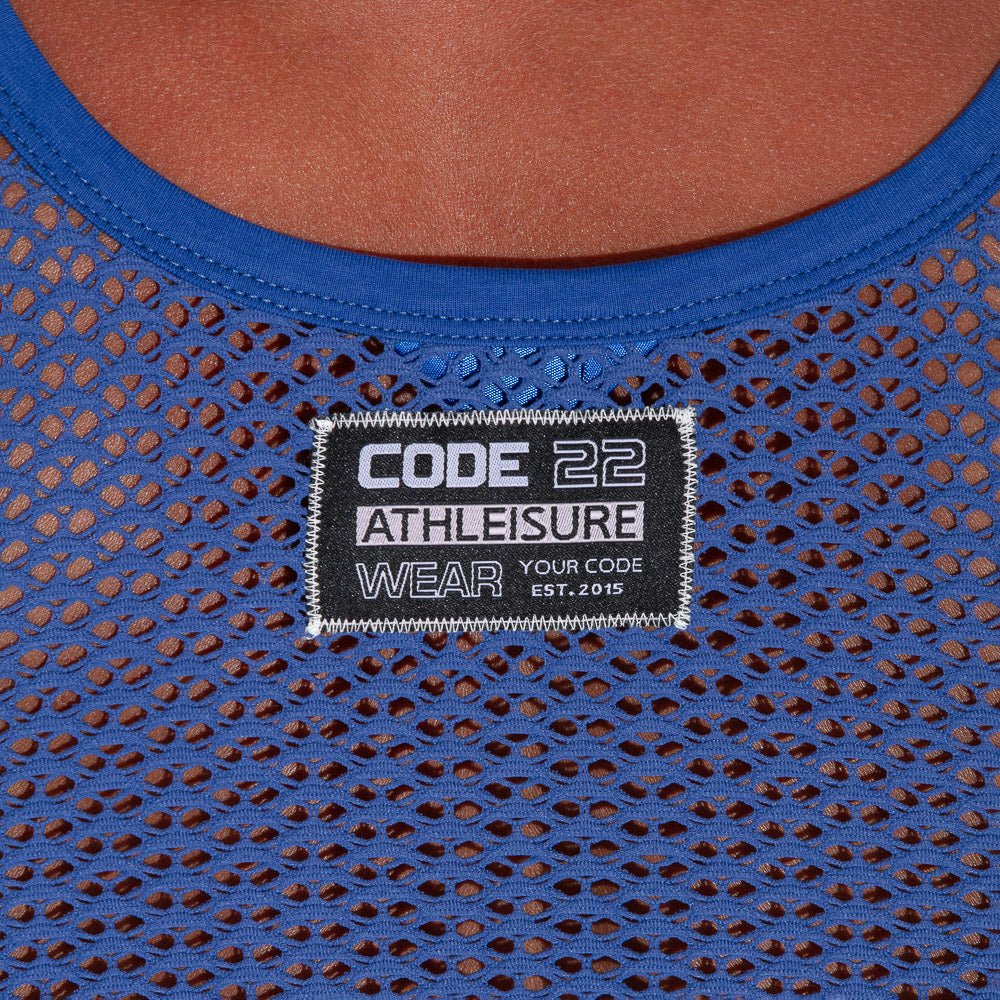 CODE 22
ATHLEISURE
WEAR YOUR CODE
EST. 2015